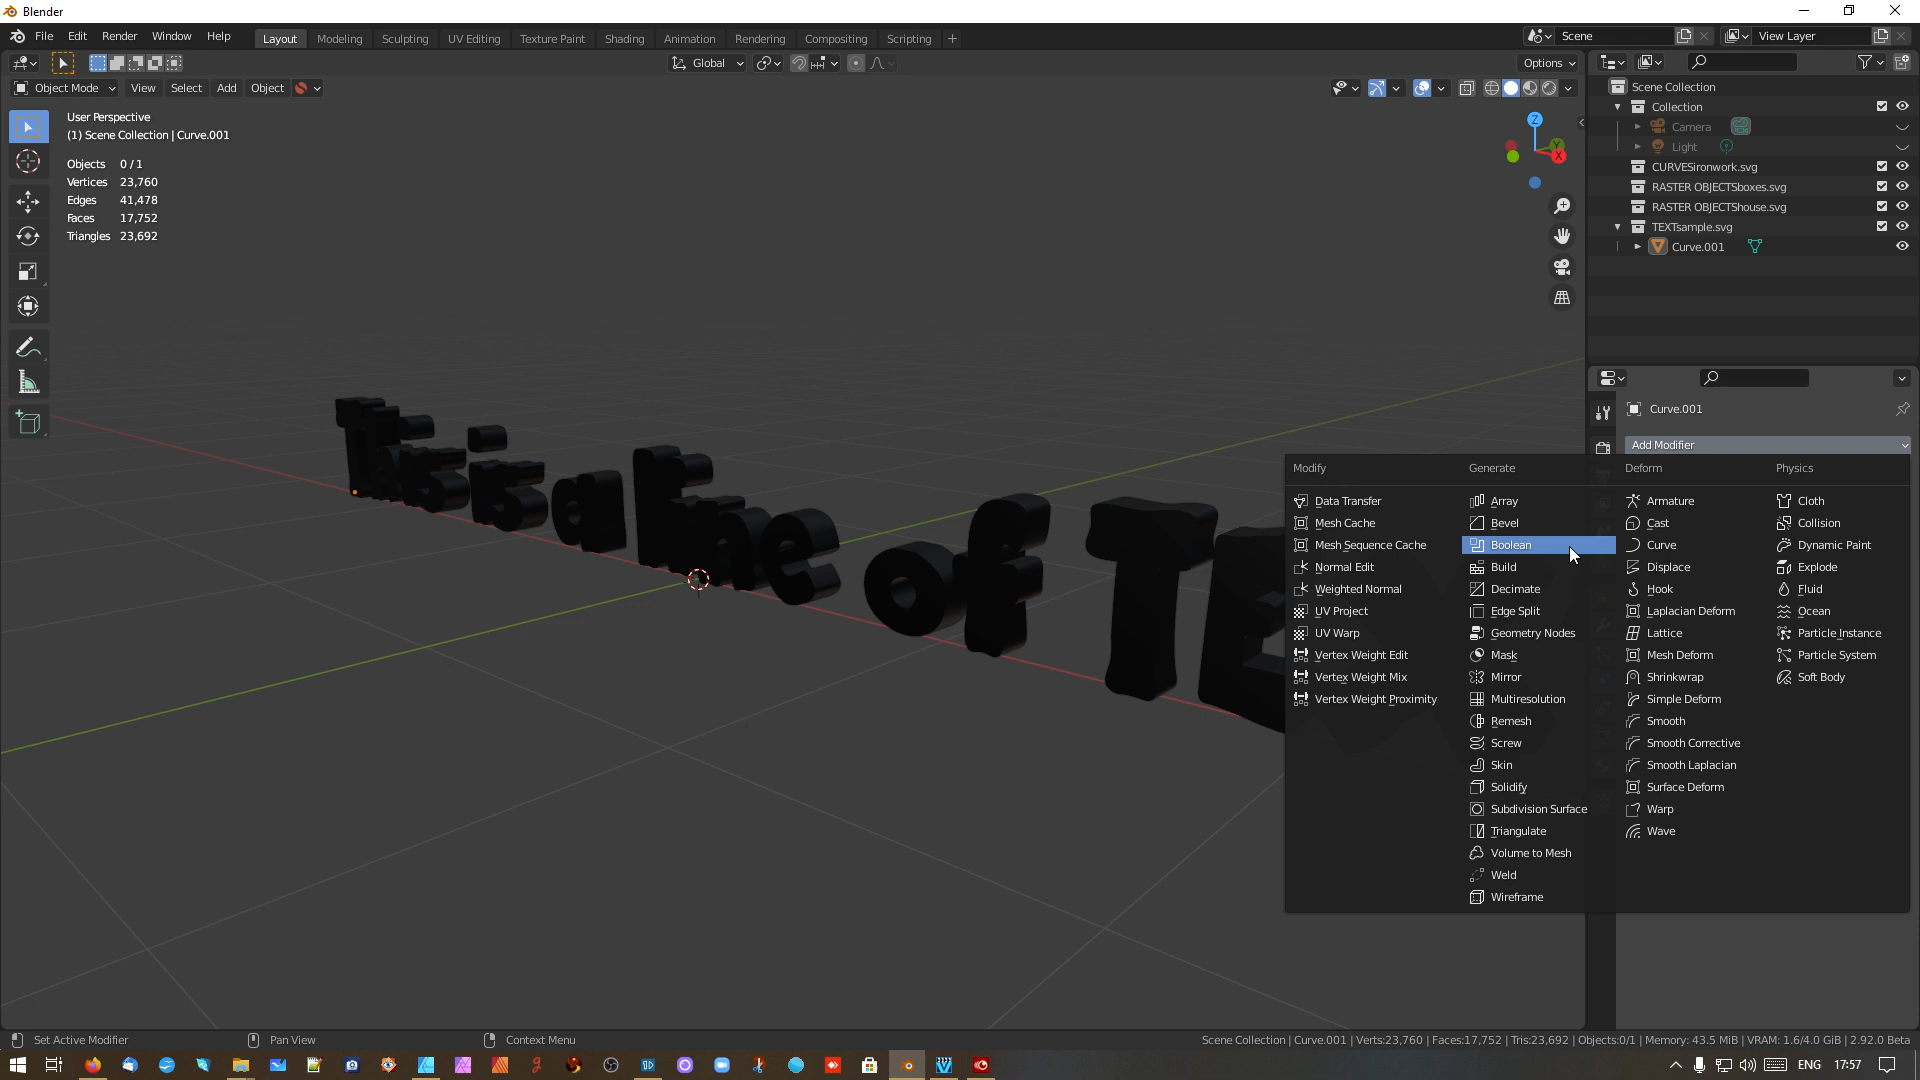 Blender
File Edit Render Window Help Layout Modeling Sculpting UV Editing Texture Paint Shading Animation Rendering Compositing Scripting + Scene View Layer
Global Options
Object Mode View Select Add Object
User Perspective
(1) Scene Collection | Curve.001
Objects 0 / 1
Vertices 23,760
Edges 41,478
Faces 17,752
Triangles 23,692
Z
Y
X
Scene Collection
Collection
Camera
Light
CURVESironwork.svg
RASTER OBJECTSboxes.svg
RASTER OBJECTShouse.svg
TEXTsample.svg
Curve.001
Curve.001
Add Modifier
This is a line of TE
Modify
Data Transfer
Mesh Cache
Mesh Sequence Cache
Normal Edit
Weighted Normal
UV Project
UV Warp
Vertex Weight Edit
Vertex Weight Mix
Vertex Weight Proximity
Generate
Array
Bevel
Boolean
Build
Decimate
Edge Split
Geometry Nodes
Mask
Mirror
Multiresolution
Remesh
Screw
Skin
Solidify
Subdivision Surface
Triangulate
Volume to Mesh
Weld
Wireframe
Deform
Armature
Cast
Curve
Displace
Hook
Laplacian Deform
Lattice
Mesh Deform
Shrinkwrap
Simple Deform
Smooth
Smooth Corrective
Smooth Laplacian
Surface Deform
Warp
Wave
Physics
Cloth
Collision
Dynamic Paint
Explode
Fluid
Ocean
Particle Instance
Particle System
Soft Body
Set Active Modifier Pan View Context Menu Scene Collection | Curve.001 | Verts:23,760 | Faces:17,752 | Tris:23,692 | Objects:0/1 | Memory: 43.5 MiB | VRAM: 1.6/4.0 GiB | 2.92.0 Beta
ENG 17:57